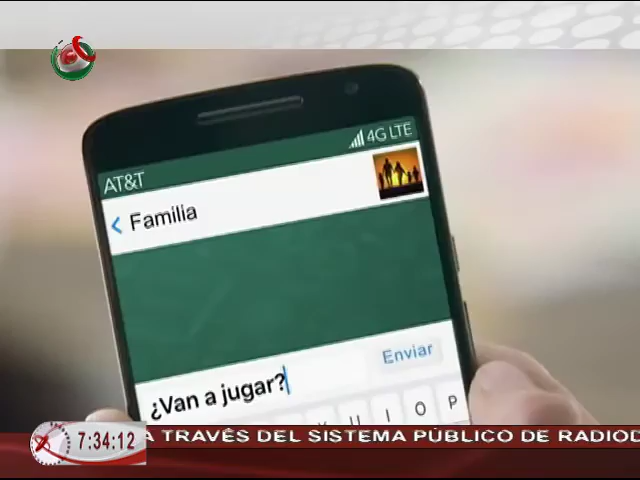 4G LTE
AT&T
Familia
¿Van a jugar?
Enviar
U I O P
7:34:12
A TRAVÉS DEL SISTEMA PÚBLICO DE RADIOD